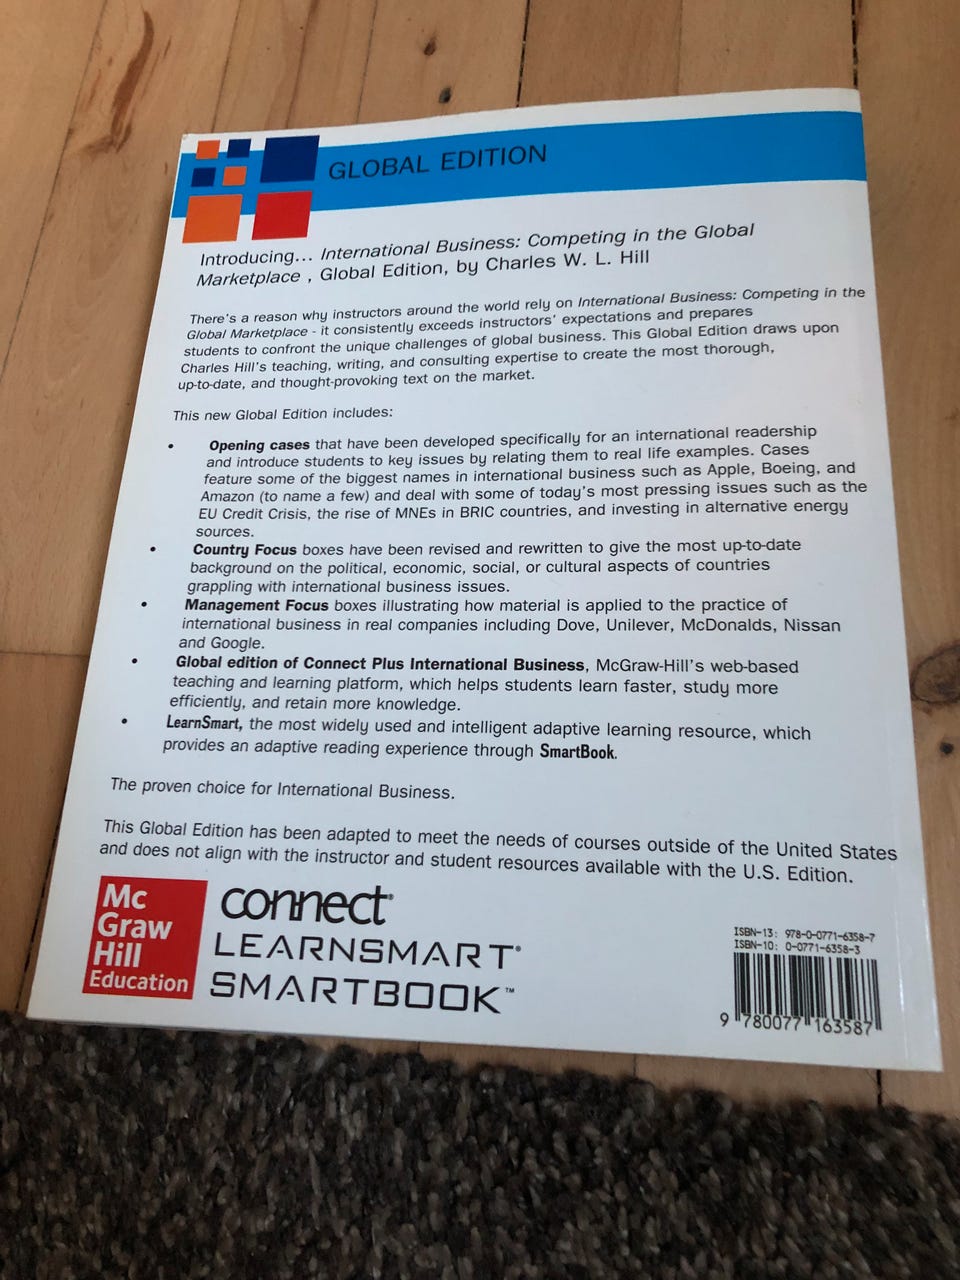 GLOBAL EDITION
Introducing... International Business: Competing in the Global
Marketplace , Global Edition, by Charles W. L. Hill
There's a reason why instructors around the world rely on International Business: Competing in the
Global Marketplace - it consistently exceeds instructors' expectations and prepares
students to confront the unique challenges of global business. This Global Edition draws upon
Charles Hill's teaching, writing, and consulting expertise to create the most thorough,
up-to-date, and thought-provoking text on the market.
This new Global Edition includes:
• Opening cases that have been developed specifically for an international readership
and introduce students to key issues by relating them to real life examples. Cases
feature some of the biggest names in international business such as Apple, Boeing, and
Amazon (to name a few) and deal with some of today's most pressing issues such as the
EU Credit Crisis, the rise of MNEs in BRIC countries, and investing in alternative energy
sources.
• Country Focus boxes have been revised and rewritten to give the most up-to-date
background on the political, economic, social, or cultural aspects of countries
grappling with international business issues.
• Management Focus boxes illustrating how material is applied to the practice of
international business in real companies including Dove, Unilever, McDonalds, Nissan
and Google.
• Global edition of Connect Plus International Business, McGraw-Hill's web-based
teaching and learning platform, which helps students learn faster, study more
efficiently, and retain more knowledge.
• LearnSmart, the most widely used and intelligent adaptive learning resource, which
provides an adaptive reading experience through SmartBook.
The proven choice for International Business.
This Global Edition has been adapted to meet the needs of courses outside of the United States
and does not align with the instructor and student resources available with the U.S. Edition.
Mc
Graw
Hill
Education
connect®
LEARNSMART®
SMARTBOOK™
ISBN-13: 978-0-0771-6358-7
ISBN-10: 0-0771-6358-3
9 780077 163587